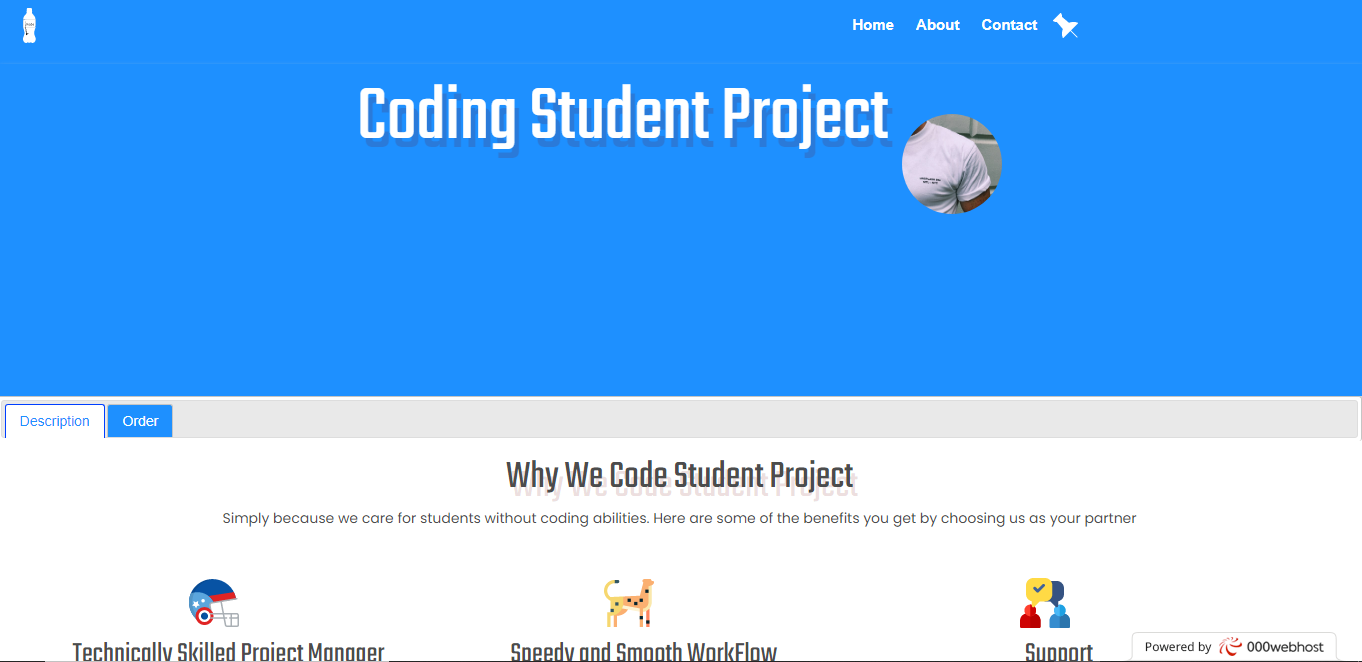 Home About Contact
Coding Student Project
Description Order
Why We Code Student Project
Simply because we care for students without coding abilities. Here are some of the benefits you get by choosing us as your partner
Technically Skilled Project Manager
Speedy and Smooth WorkFlow
Support
Powered by 000webhost